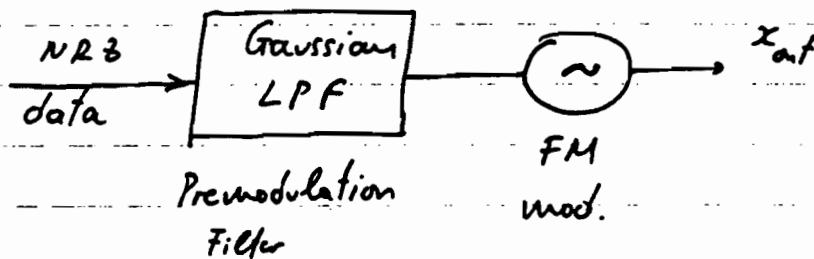 NRZ
data
Gaussian
LPF
~
x_out
Premodulation
Filter
FM
mod.